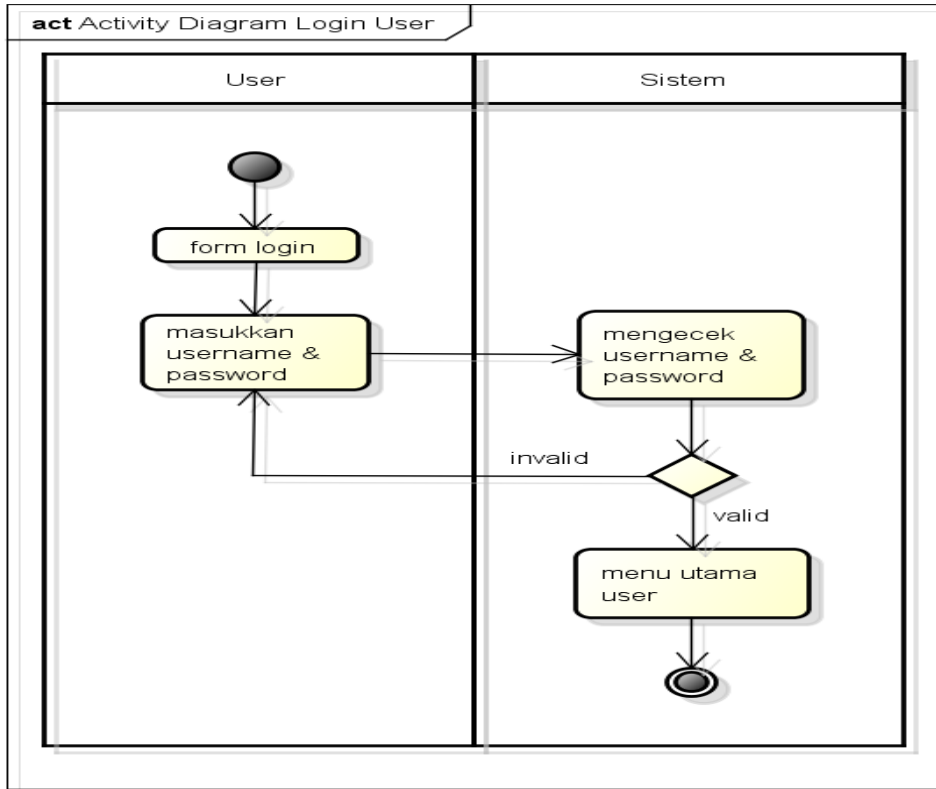 act Activity Diagram Login User
User
Sistem
form login
masukkan
username &
password
mengecek
username &
password
invalid
valid
menu utama
user